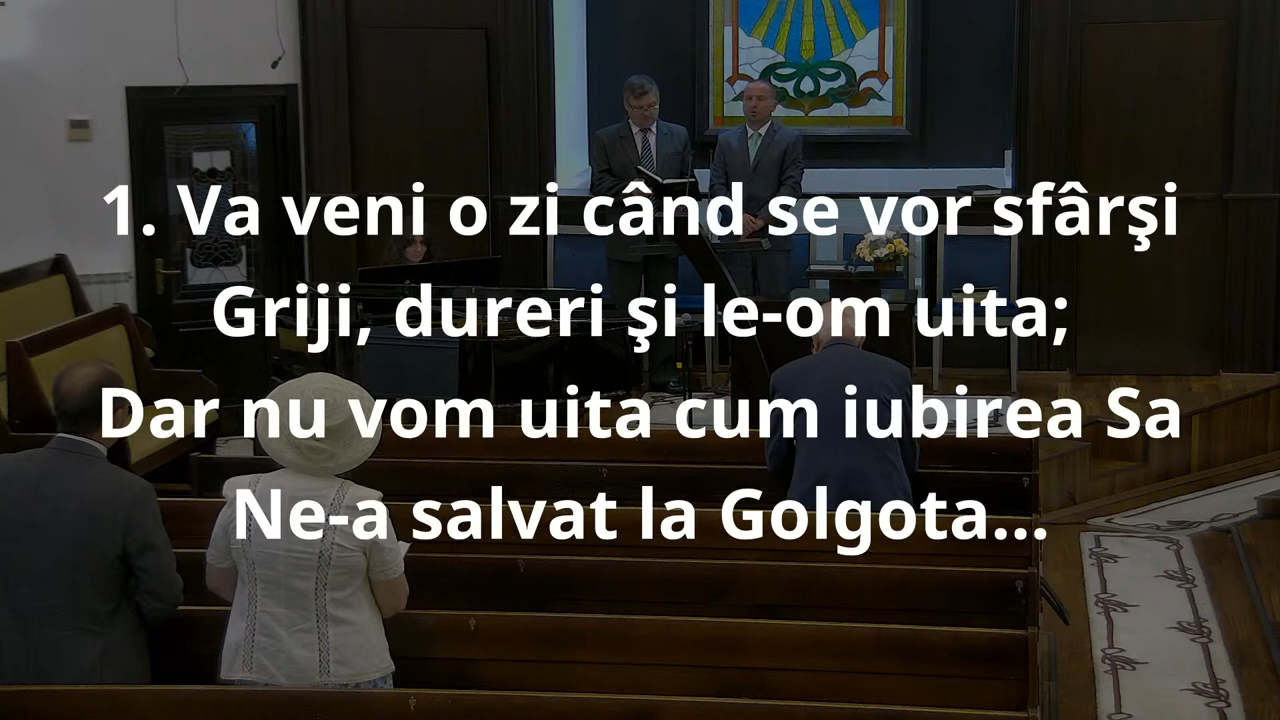 1. Va veni o zi când se vor sfârşi
Griji, dureri şi le-om uita;
Dar nu vom uita cum iubirea Sa
Ne-a salvat la Golgota...